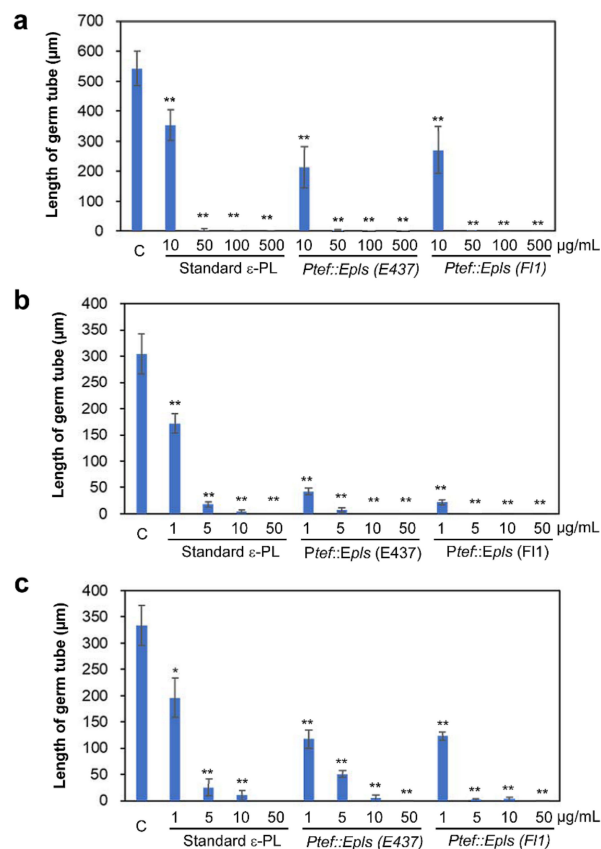 a
Length of germ tube (µm)
700
600
500
400
300
200
100
0
** ** ** ** ** ** ** ** ** ** ** **
C 10 50 100 500 10 50 100 500 10 50 100 500 µg/mL
Standard ε-PL Ptef::Epls (E437) Ptef::Epls (Fl1)
b
Length of germ tube (µm)
400
350
300
250
200
150
100
50
0
** ** ** ** ** ** ** ** ** ** ** **
C 1 5 10 50 1 5 10 50 1 5 10 50 µg/mL
Standard ε-PL Ptef::Epls (E437) Ptef::Epls (Fl1)
c
Length of germ tube (µm)
400
350
300
250
200
150
100
50
0
* ** ** ** ** ** ** ** ** ** **
C 1 5 10 50 1 5 10 50 1 5 10 50 µg/mL
Standard ε-PL Ptef::Epls (E437) Ptef::Epls (Fl1)